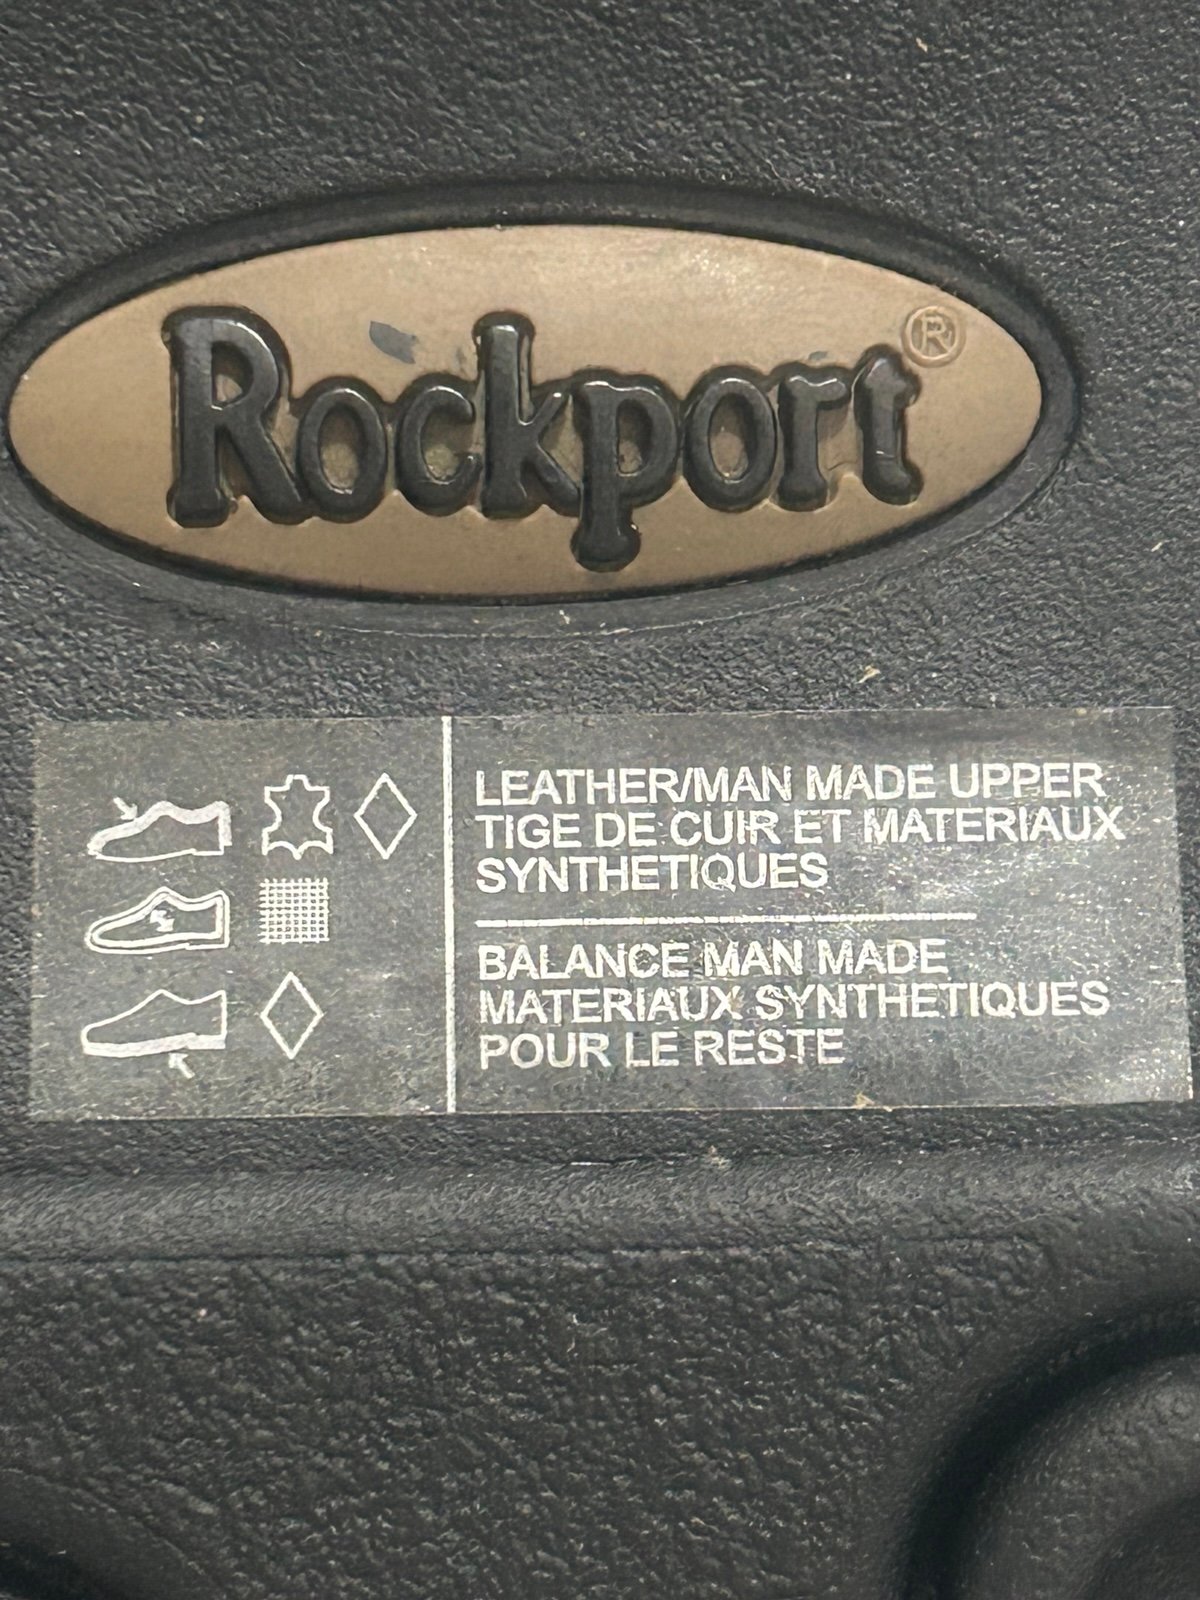 Rockport®
LEATHER/MAN MADE UPPER
TIGE DE CUIR ET MATERIAUX
SYNTHETIQUES
BALANCE MAN MADE
MATERIAUX SYNTHETIQUES
POUR LE RESTE